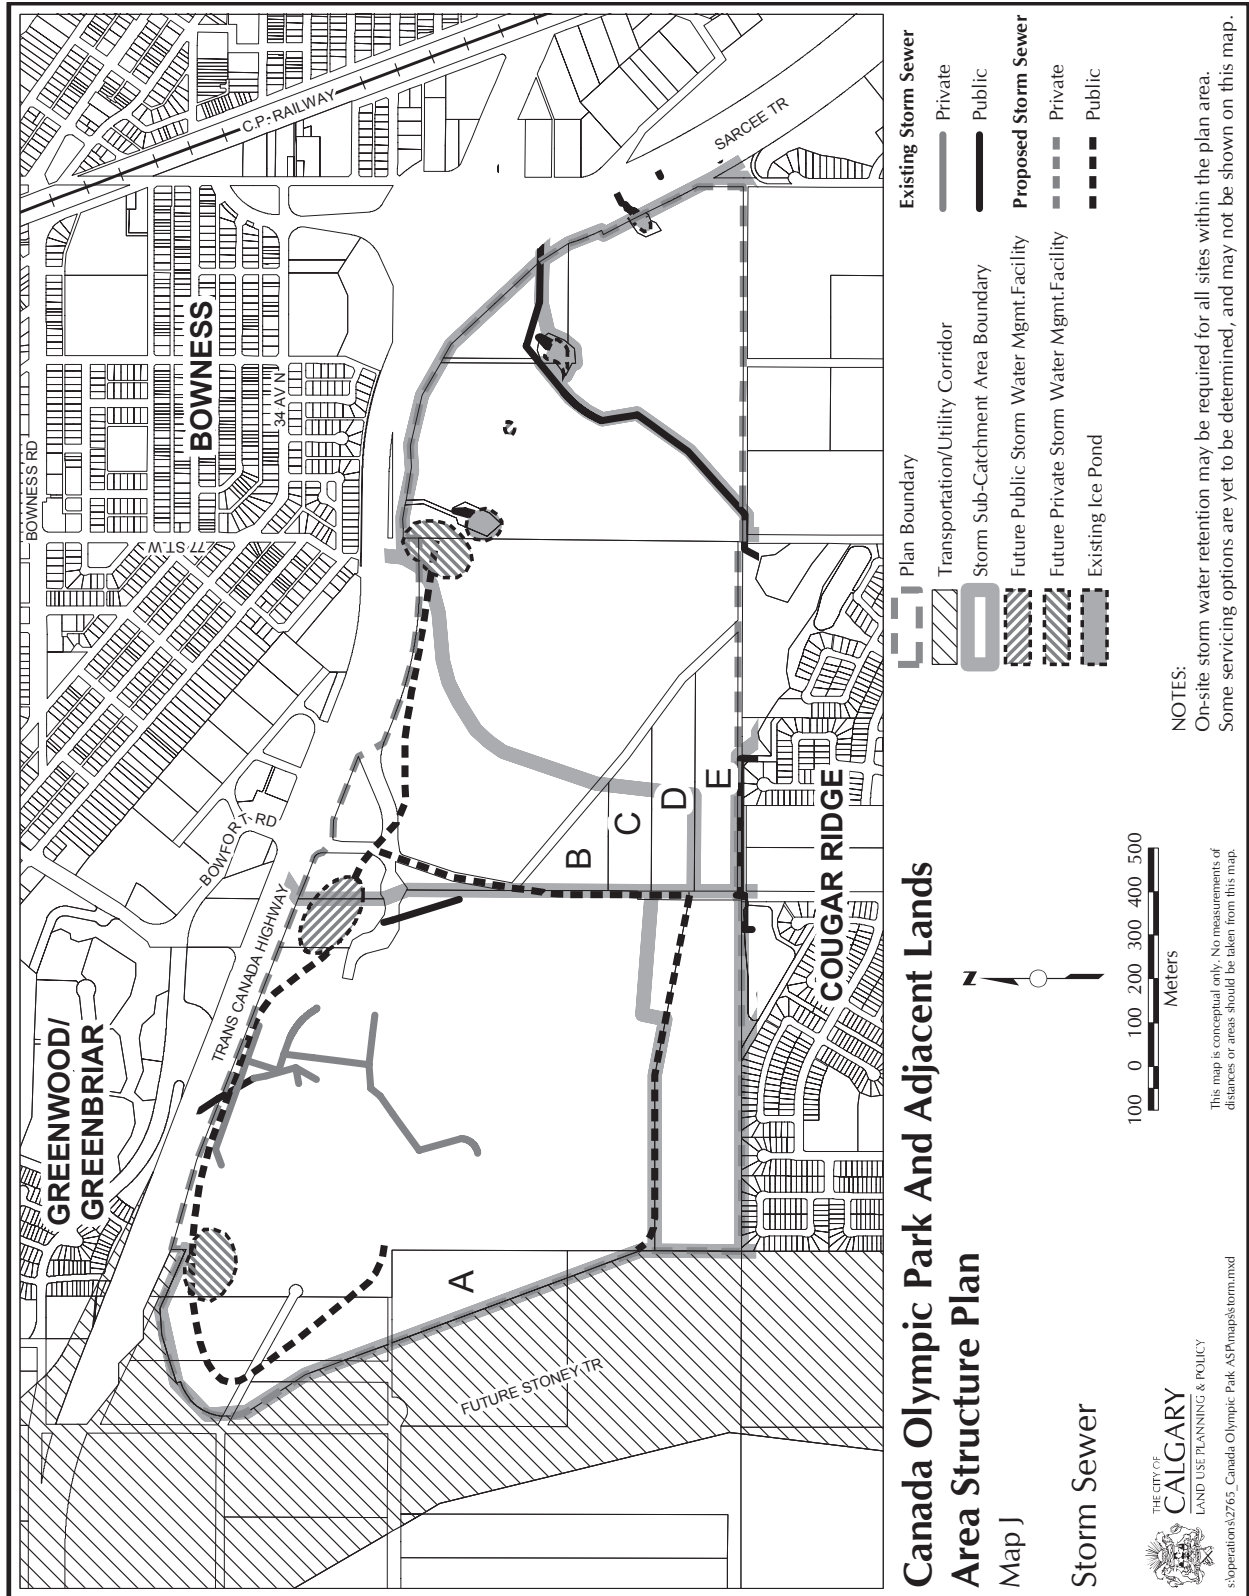 GREENWOOD/
GREENBRIAR
BOWNESS
BOWNESS RD
C.P. RAILWAY
34 AV N
77 ST.W
BOWFORT RD
TRANS CANADA HIGHWAY
SARCEE TR
FUTURE STONEY TR
A
B
C
D
E
COUGAR RIDGE
Canada Olympic Park And Adjacent Lands
Area Structure Plan
Map J
Storm Sewer
THE CITY OF
CALGARY
LAND USE PLANNING & POLICY
s:\operations\2765_Canada Olympic Park ASP\maps\storm.mxd
N
100 0 100 200 300 400 500
Meters
This map is conceptual only. No measurements of
distances or areas should be taken from this map.
Plan Boundary
Transportation/Utility Corridor
Storm Sub-Catchment Area Boundary
Future Public Storm Water Mgmt.Facility
Future Private Storm Water Mgmt.Facility
Existing Ice Pond
Existing Storm Sewer
Private
Public
Proposed Storm Sewer
Private
Public
NOTES:
On-site storm water retention may be required for all sites within the plan area.
Some servicing options are yet to be determined, and may not be shown on this map.